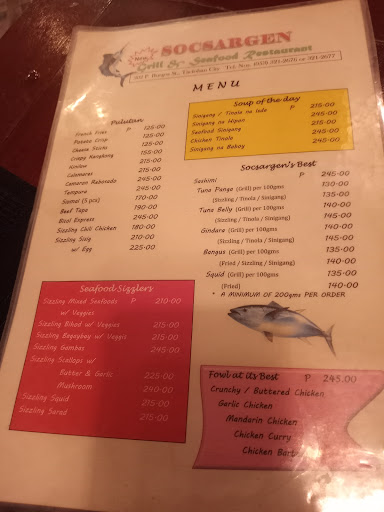 New
SOCSARGEN
Grill & Seafood Restaurant
MENU
Pulutan
French Fries P 125-00
Potato Crisp 125-00
Cheese Sticks 125-00
Crispy Kangkong 155-00
Kinilaw 215-00
Calamares 215-00
Camaron Rebosado 245-00
Tempura 245-00
Siomai (5 pcs) 170-00
Beef Tapa 190-00
Bicol Express 245-00
Sizzling Chili Chicken 180-00
Sizzling Sisig 210-00
w/ Egg 225-00
Seafood Sizzlers
Sizzling Mixed Seafoods P 210-00
w/ Veggies
Sizzling Bihod w/ Veggies 215-00
Sizzling Bagaybay w/ Veggie 215-00
Sizzling Gambas 245-00
Sizzling Scallops w/
Butter & Garlic 225-00
Mushroom 240-00
Sizzling Squid 215-00
Sizzling Sared 215-00
Soup of the day
Sinigang / Tinola na Isda P 215-00
Sinigang na Hipon 245-00
Seafood Sinigang 245-00
Chicken Tinola 245-00
Sinigang na Baboy 245-00
Socsargen's Best
Sashimi P 245-00
Tuna Panga (Grill) per 100gms 130-00
(Sizzling / Tinola / Sinigang) 135-00
Tuna Belly (Grill) per 100gms 140-00
(Sizzling / Tinola / Sinigang) 145-00
Gindara (Grill) per 100gms 140-00
(Sizzling / Tinola / Sinigang) 145-00
Bangus (Grill) per 100gms 135-00
(Fried / Sizzling / Sinigang) 140-00
Squid (Grill) per 100gms 135-00
(Fried) 140-00
* A MINIMUM OF 200gms PER ORDER
Fowl at its Best P 245.00
Crunchy / Buttered Chicken
Garlic Chicken
Mandarin Chicken
Chicken Curry
Chicken